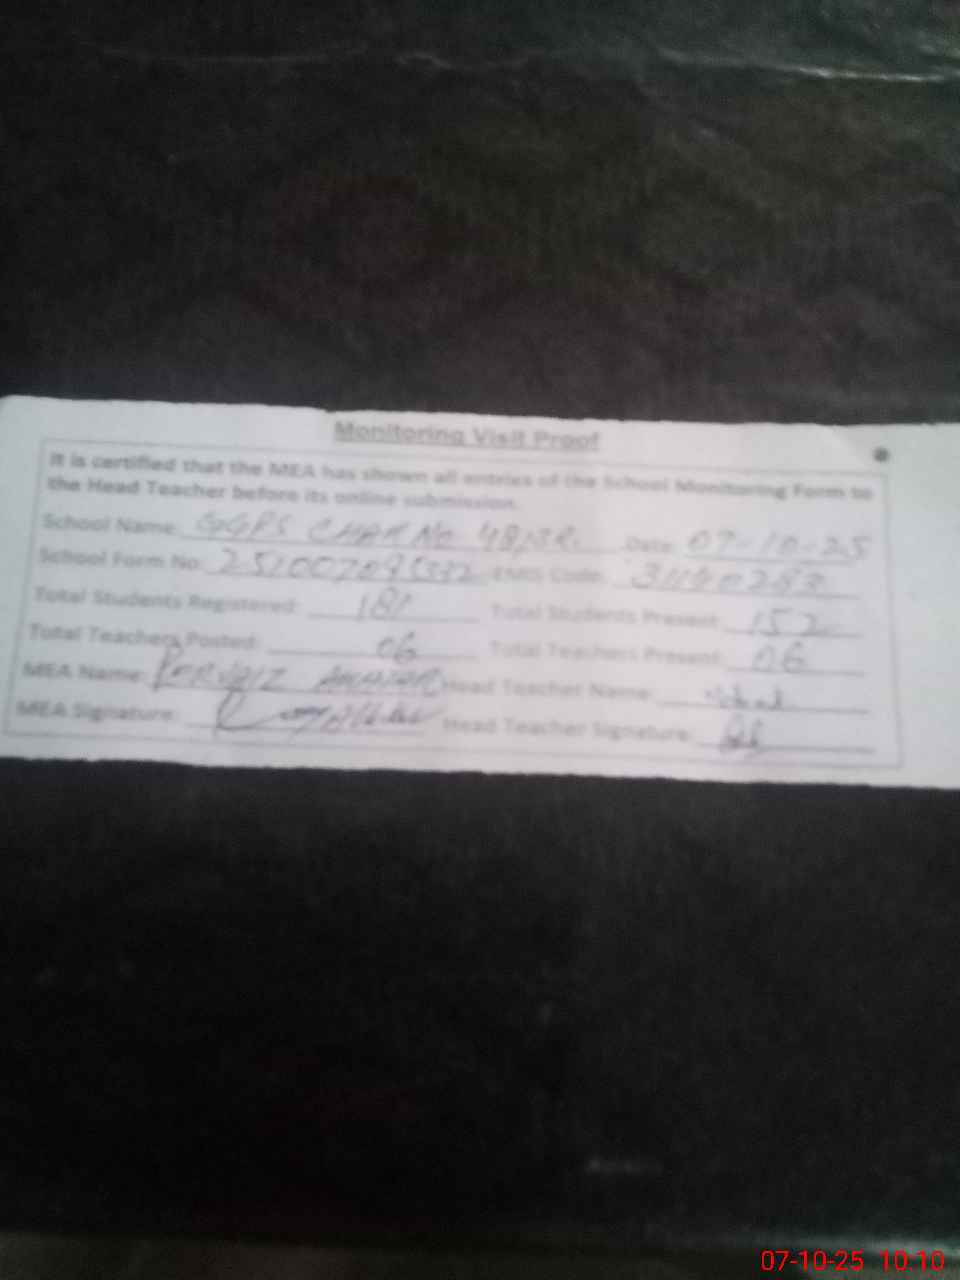 Monitoring Visit Proof
It is certified that the MEA has shown all entries of the School Monitoring Form to
the Head Teacher before its online submission.
School Name: GGPS CHAK No 48/3R. Date: 07-10-25
School Form No: EMIS Code:
Total Students Registered: 181 Total Students Present: 152
Total Teachers Posted: 06 Total Teachers Present: 06
MEA Name: PERVAIZ Head Teacher Name:
MEA Signature: Head Teacher Signature:
07-10-25 10:10